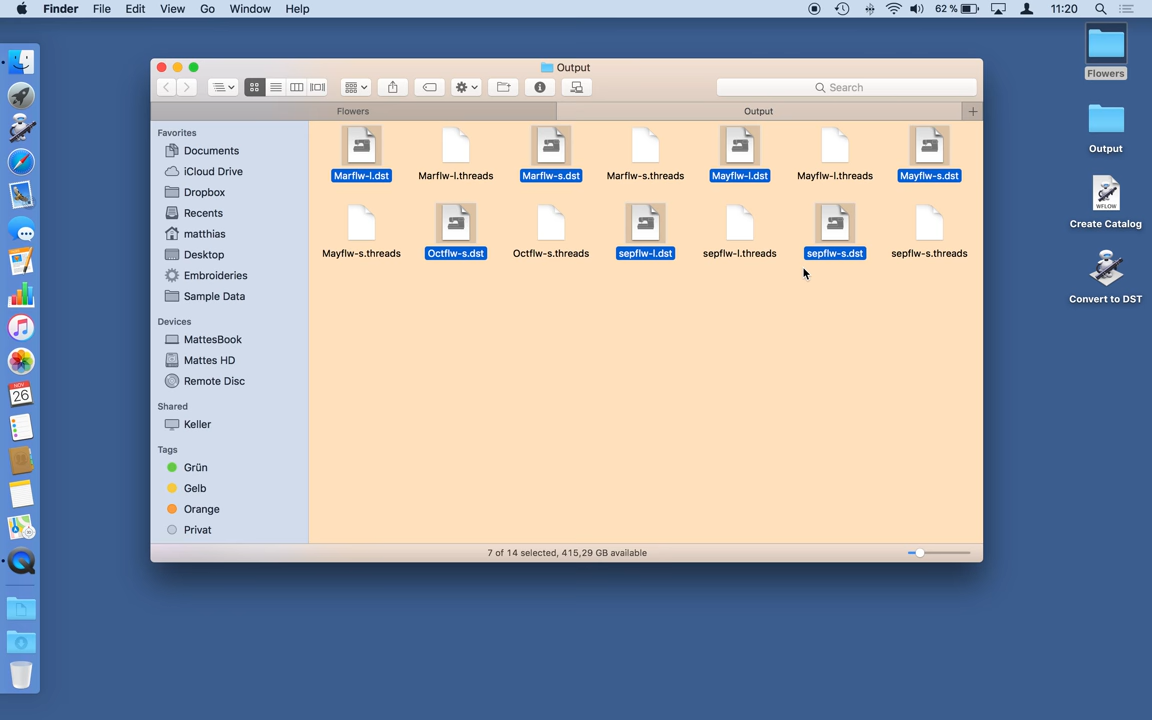 Finder File Edit View Go Window Help 62 % 11:20
Output
Search
Flowers Output
Favorites
Documents
iCloud Drive
Dropbox
Recents
matthias
Desktop
Embroideries
Sample Data
Devices
MattesBook
Mattes HD
Remote Disc
Shared
Keller
Tags
Grün
Gelb
Orange
Privat
Marflw-l.dst Marflw-l.threads Marflw-s.dst Marflw-s.threads Mayflw-l.dst Mayflw-l.threads Mayflw-s.dst
Mayflw-s.threads Octflw-s.dst Octflw-s.threads sepflw-l.dst sepflw-l.threads sepflw-s.dst sepflw-s.threads
7 of 14 selected, 415,29 GB available
Flowers
Output
WFLOW
Create Catalog
Convert to DST
NOV
26